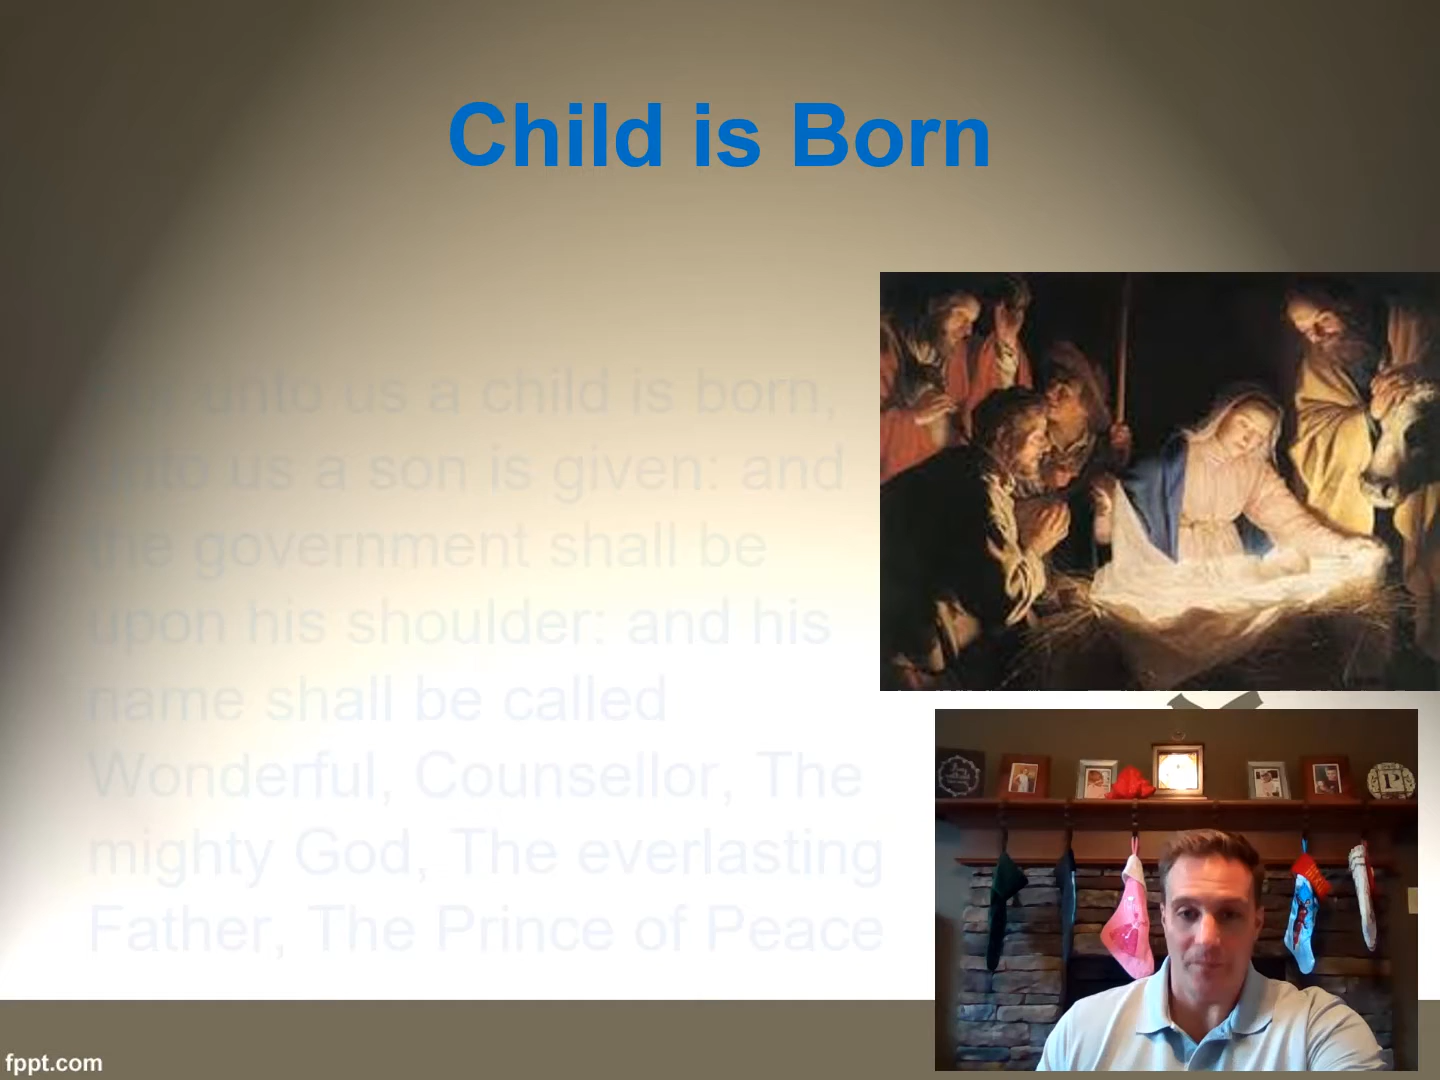 Child is Born
unto us a child is born,
unto us a son is given: and
the government shall be
upon his shoulder: and his
name shall be called
Wonderful, Counsellor, The
mighty God, The everlasting
Father, The Prince of Peace
P
fppt.com